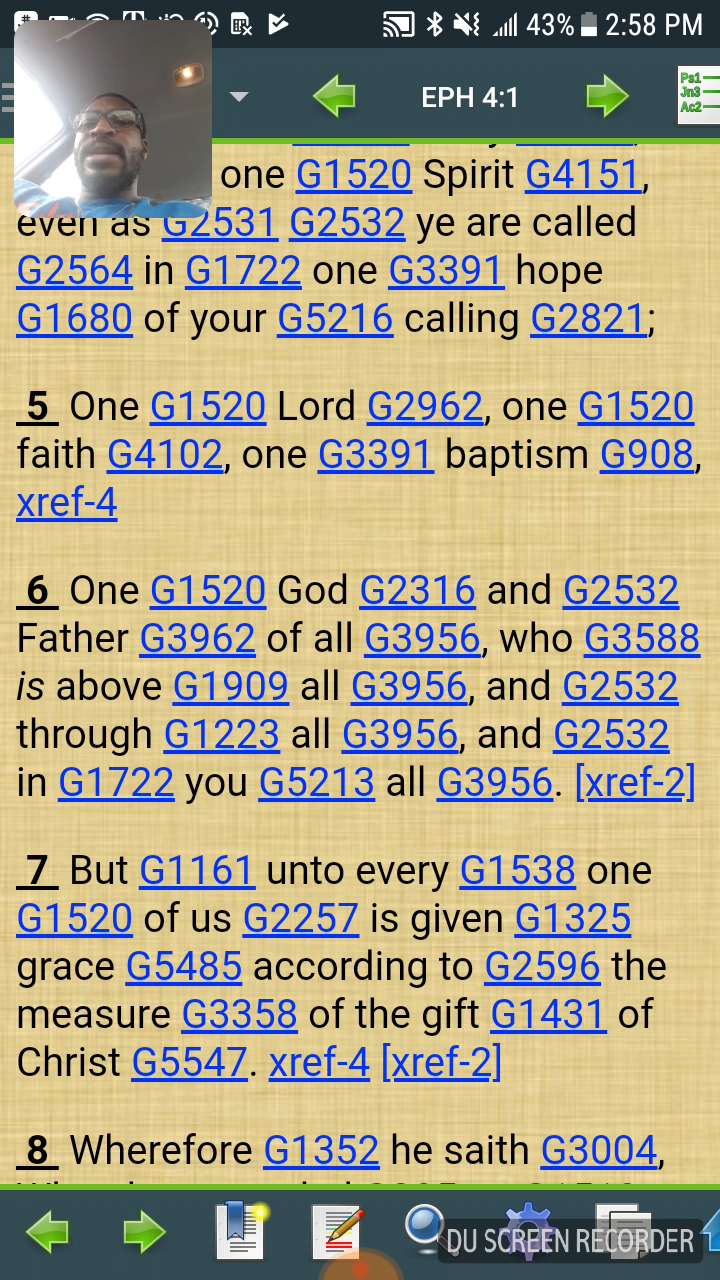 43% 2:58 PM
EPH 4:1
Ps1
Jn3
Ac2
one G1520 Spirit G4151,
even as G2531 G2532 ye are called
G2564 in G1722 one G3391 hope
G1680 of your G5216 calling G2821;
5 One G1520 Lord G2962, one G1520
faith G4102, one G3391 baptism G908,
xref-4
6 One G1520 God G2316 and G2532
Father G3962 of all G3956, who G3588
is above G1909 all G3956, and G2532
through G1223 all G3956, and G2532
in G1722 you G5213 all G3956. [xref-2]
7 But G1161 unto every G1538 one
G1520 of us G2257 is given G1325
grace G5485 according to G2596 the
measure G3358 of the gift G1431 of
Christ G5547. xref-4 [xref-2]
8 Wherefore G1352 he saith G3004,
DU SCREEN RECORDER